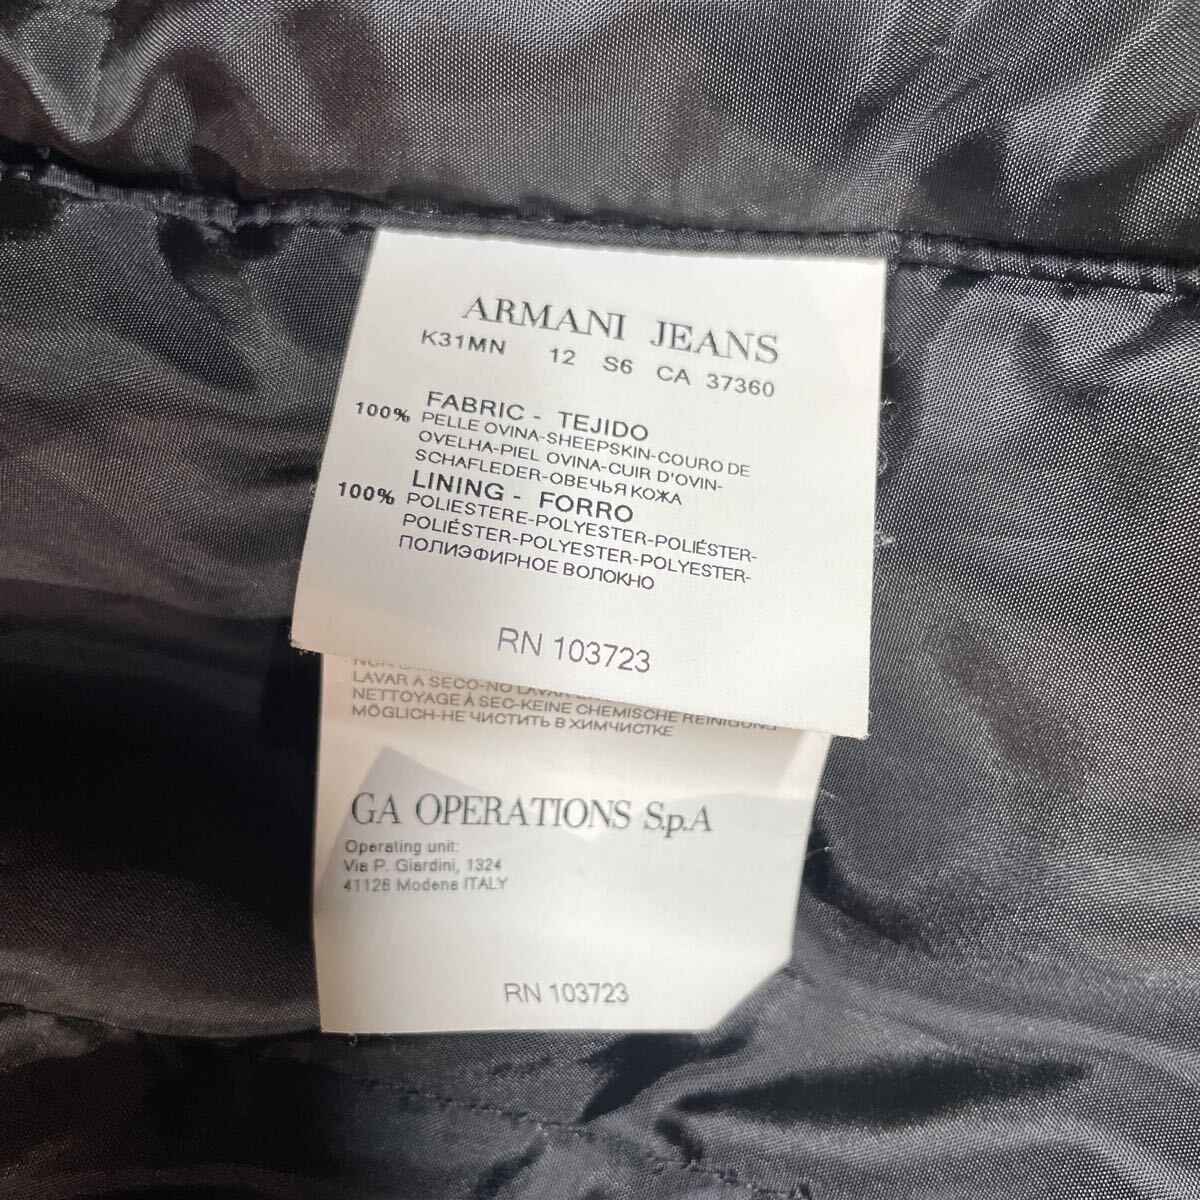 ARMANI JEANS
K31MN 12 S6 CA 37360
FABRIC - TEJIDO
100% PELLE OVINA-SHEEPSKIN-COURO DE
OVELHA-PIEL OVINA-CUIR D'OVIN-
SCHAFLEDER-ОВЕЧЬЯ КОЖА
LINING - FORRO
100% POLIESTERE-POLYESTER-POLIÉSTER-
POLIÉSTER-POLYESTER-POLYESTER-
ПОЛИЭФИРНОЕ ВОЛОКНО
RN 103723
LAVAR A SECO-NO LAVAR
NETTOYAGE À SEC-KEINE CHEMISCHE REINIGUNG
MÖGLICH-НЕ ЧИСТИТЬ В ХИМЧИСТКЕ
GA OPERATIONS S.p.A
Operating unit:
Via P. Giardini, 1324
41126 Modena ITALY
RN 103723